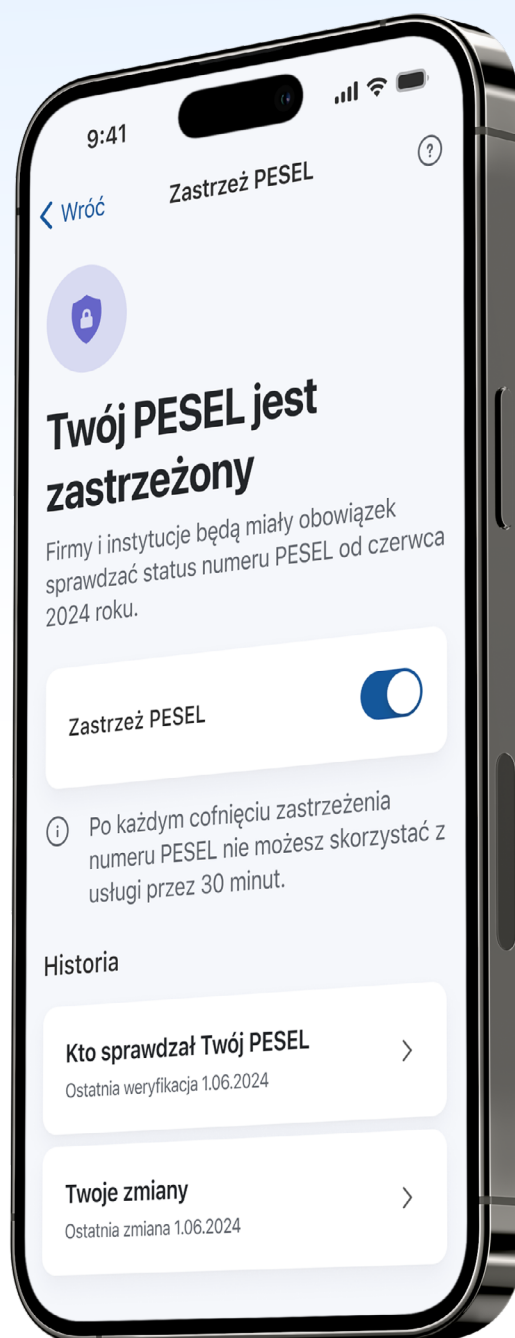 9:41
Wróć
Zastrzeż PESEL
?
Twój PESEL jest
zastrzeżony
Firmy i instytucje będą miały obowiązek
sprawdzać status numeru PESEL od czerwca
2024 roku.
Zastrzeż PESEL
i
Po każdym cofnięciu zastrzeżenia
numeru PESEL nie możesz skorzystać z
usługi przez 30 minut.
Historia
Kto sprawdzał Twój PESEL
Ostatnia weryfikacja 1.06.2024
Twoje zmiany
Ostatnia zmiana 1.06.2024